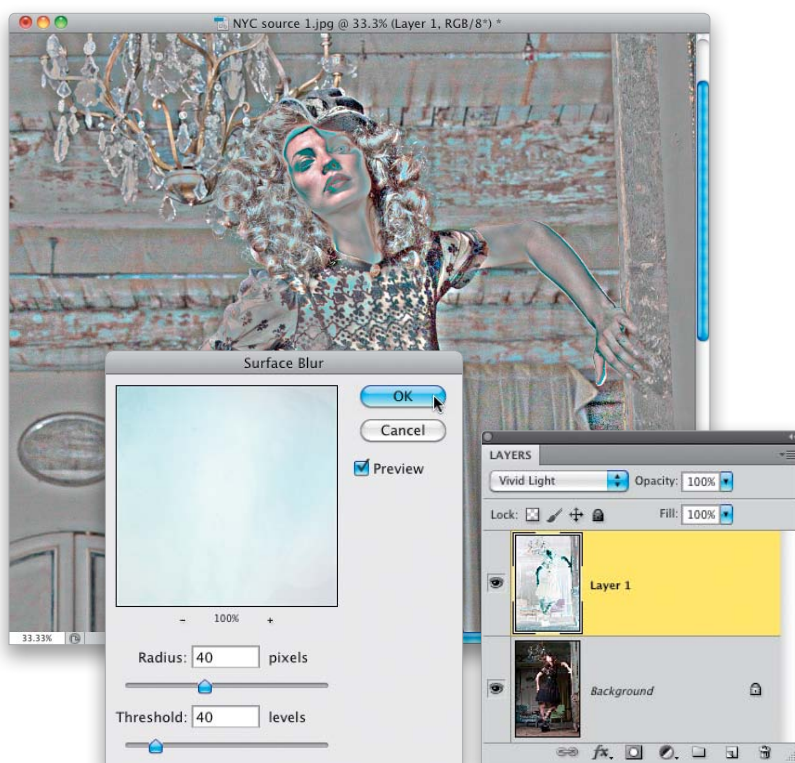 NYC source 1.jpg @ 33.3% (Layer 1, RGB/8*) *
Surface Blur
OK
Cancel
Preview
- 100% +
Radius: 40 pixels
Threshold: 40 levels
33.33%
LAYERS
Vivid Light Opacity: 100%
Lock: Fill: 100%
Layer 1
Background
fx.